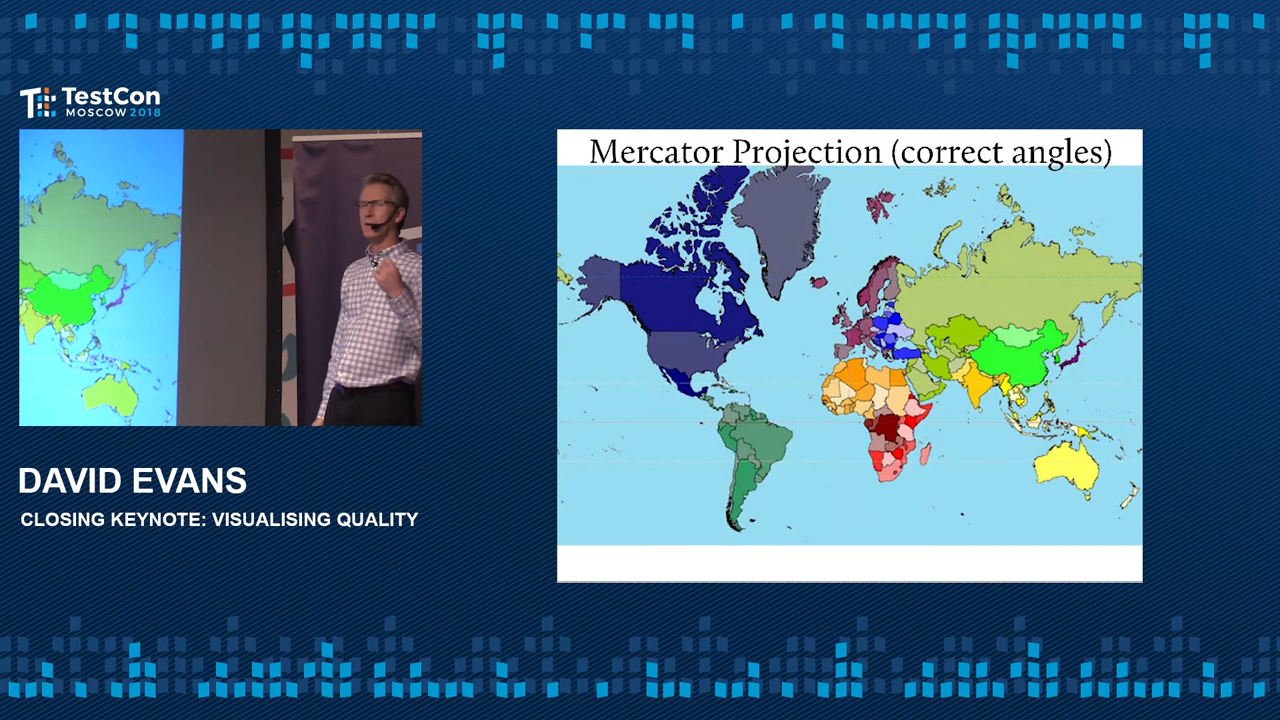 TestCon
MOSCOW 2018
Mercator Projection (correct angles)
DAVID EVANS
CLOSING KEYNOTE: VISUALISING QUALITY